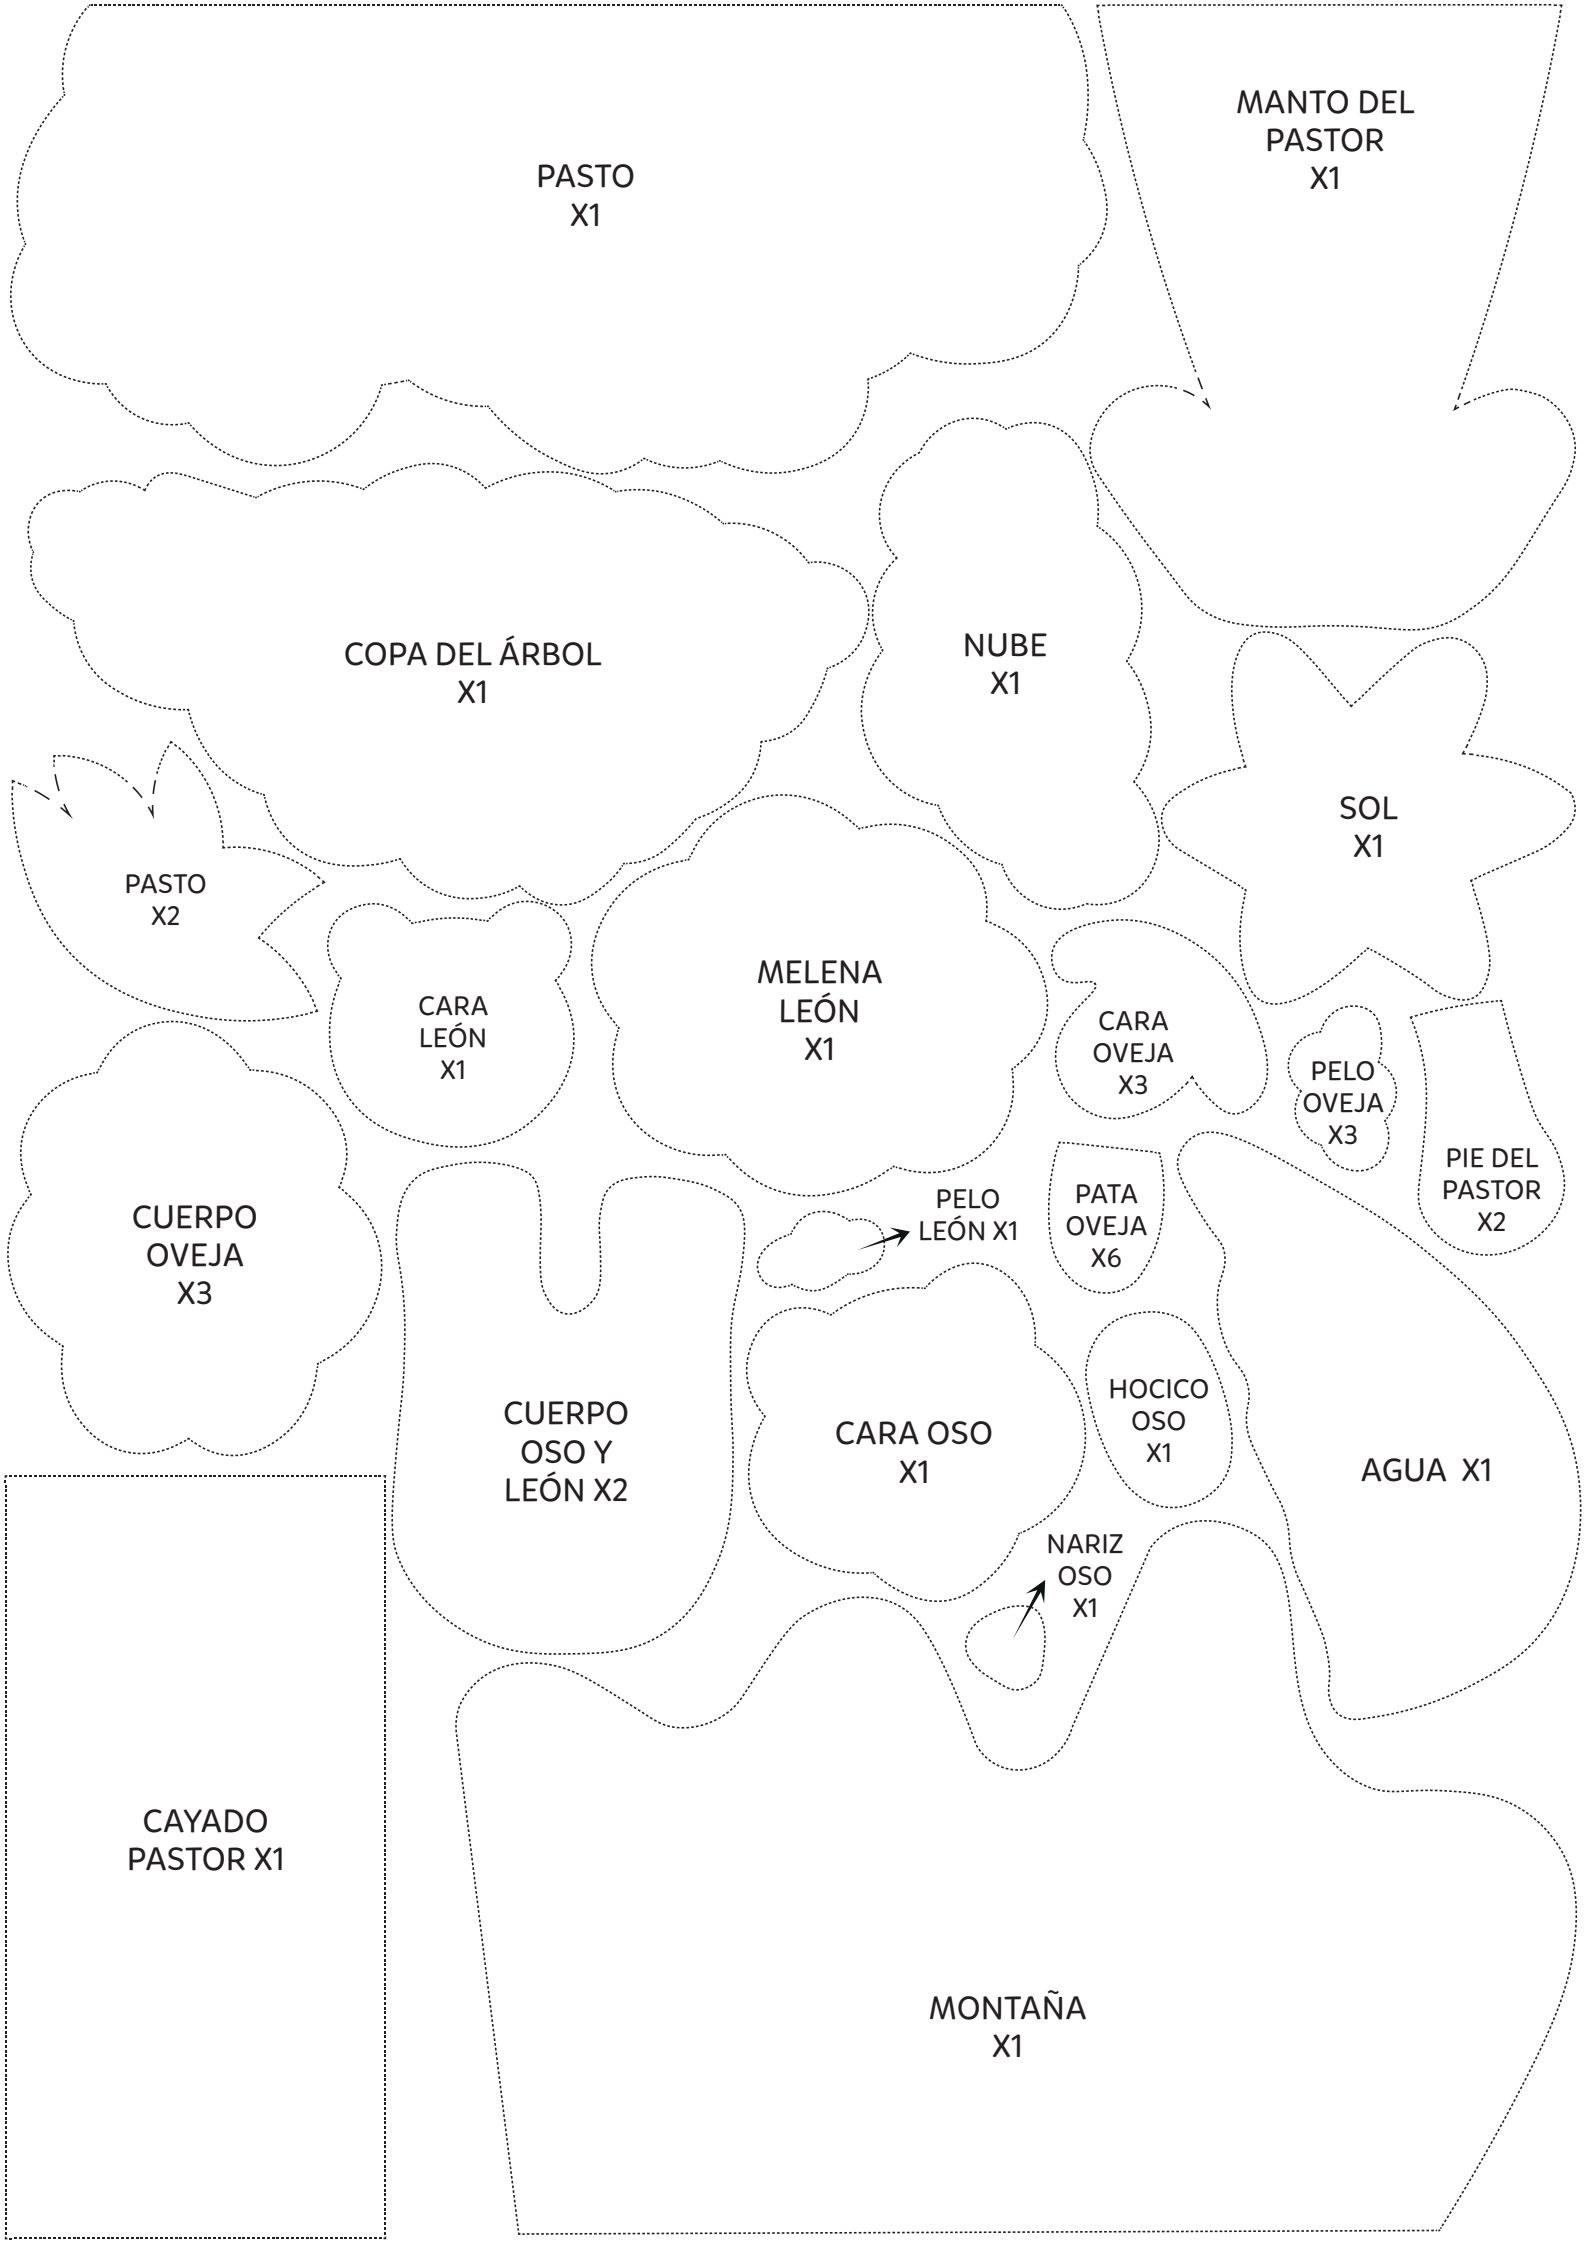 PASTO
X1
MANTO DEL
PASTOR
X1
COPA DEL ÁRBOL
X1
NUBE
X1
SOL
X1
PASTO
X2
CARA
LEÓN
X1
MELENA
LEÓN
X1
CARA
OVEJA
X3
PELO
OVEJA
X3
PIE DEL
PASTOR
X2
CUERPO
OVEJA
X3
PELO
LEÓN X1
PATA
OVEJA
X6
CUERPO
OSO Y
LEÓN X2
CARA OSO
X1
HOCICO
OSO
X1
AGUA X1
NARIZ
OSO
X1
CAYADO
PASTOR X1
MONTAÑA
X1